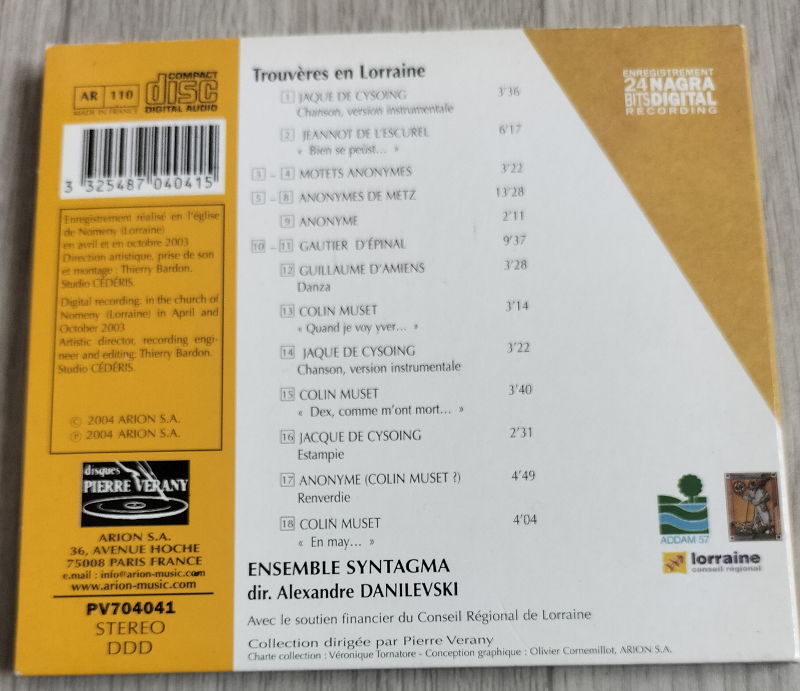 AR 110
MADE IN FRANCE
COMPACT
disc
DIGITAL AUDIO
3 325487 040415
Enregistrement réalisé en l'église
de Nomeny (Lorraine)
en avril et en octobre 2003
Direction artistique, prise de son
et montage : Thierry Bardon.
Studio CÉDÉRIS.
Digital recording: in the church of
Nomeny (Lorraine) in April and
October 2003
Artistic director, recording engi-
neer and editing: Thierry Bardon.
Studio CÉDÉRIS.
© 2004 ARION S.A.
℗ 2004 ARION S.A.
disques
PIERRE VERANY
ARION S.A.
36, AVENUE HOCHE
75008 PARIS FRANCE
e.mail : info@arion-music.com
www.arion-music.com
PV704041
STEREO
DDD
Trouvères en Lorraine
1 JAQUE DE CYSOING 3'36
Chanson, version instrumentale
2 JEANNOT DE L'ESCUREL 6'17
« Bien se peüst... »
3 - 4 MOTETS ANONYMES 3'22
5 - 8 ANONYMES DE METZ 13'28
9 ANONYME 2'11
10 - 11 GAUTIER D'ÉPINAL 9'37
12 GUILLAUME D'AMIENS 3'28
Danza
13 COLIN MUSET 3'14
« Quand je voy yver... »
14 JAQUE DE CYSOING 3'22
Chanson, version instrumentale
15 COLIN MUSET 3'40
« Dex, comme m'ont mort... »
16 JACQUE DE CYSOING 2'31
Estampie
17 ANONYME (COLIN MUSET ?) 4'49
Renverdie
18 COLIN MUSET 4'04
« En may... »
ENSEMBLE SYNTAGMA
dir. Alexandre DANILEVSKI
Avec le soutien financier du Conseil Régional de Lorraine
Collection dirigée par Pierre Verany
Charte collection : Véronique Tornatore - Conception graphique : Olivier Cornemillot, ARION S.A.
ENREGISTREMENT
24 NAGRA
BITS DIGITAL
RECORDING
ADDAM 57
lorraine
conseil régional